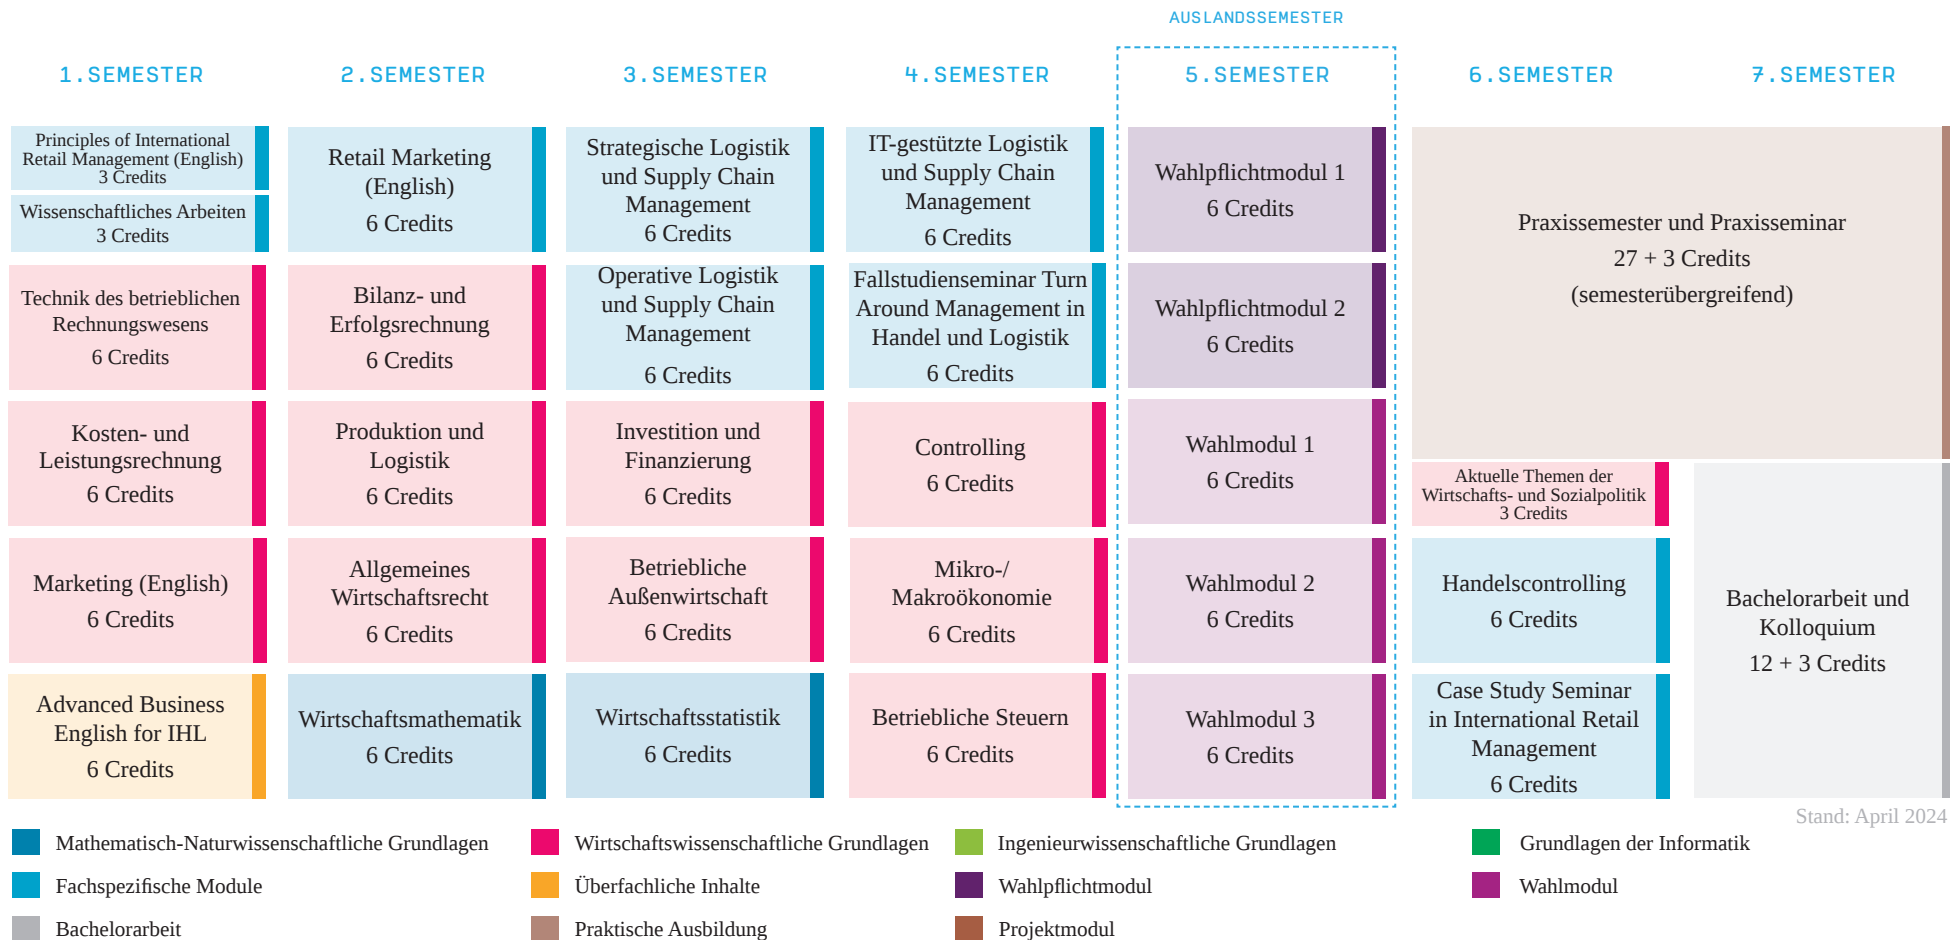 AUSLANDSSEMESTER
1.SEMESTER
2.SEMESTER
3.SEMESTER
4.SEMESTER
5.SEMESTER
6.SEMESTER
7.SEMESTER
Principles of International
Retail Management (English)
3 Credits
Wissenschaftliches Arbeiten
3 Credits
Technik des betrieblichen
Rechnungswesens
6 Credits
Kosten- und
Leistungsrechnung
6 Credits
Marketing (English)
6 Credits
Advanced Business
English for IHL
6 Credits
Retail Marketing
(English)
6 Credits
Bilanz- und
Erfolgsrechnung
6 Credits
Produktion und
Logistik
6 Credits
Allgemeines
Wirtschaftsrecht
6 Credits
Wirtschaftsmathematik
6 Credits
Strategische Logistik
und Supply Chain
Management
6 Credits
Operative Logistik
und Supply Chain
Management
6 Credits
Investition und
Finanzierung
6 Credits
Betriebliche
Außenwirtschaft
6 Credits
Wirtschaftsstatistik
6 Credits
IT-gestützte Logistik
und Supply Chain
Management
6 Credits
Fallstudienseminar Turn
Around Management in
Handel und Logistik
6 Credits
Controlling
6 Credits
Mikro-/
Makroökonomie
6 Credits
Betriebliche Steuern
6 Credits
Wahlpflichtmodul 1
6 Credits
Wahlpflichtmodul 2
6 Credits
Wahlmodul 1
6 Credits
Wahlmodul 2
6 Credits
Wahlmodul 3
6 Credits
Praxissemester und Praxisseminar
27 + 3 Credits
(semesterübergreifend)
Aktuelle Themen der
Wirtschafts- und Sozialpolitik
3 Credits
Handelscontrolling
6 Credits
Case Study Seminar
in International Retail
Management
6 Credits
Bachelorarbeit und
Kolloquium
12 + 3 Credits
Stand: April 2024
Mathematisch-Naturwissenschaftliche Grundlagen
Wirtschaftswissenschaftliche Grundlagen
Ingenieurwissenschaftliche Grundlagen
Grundlagen der Informatik
Fachspezifische Module
Überfachliche Inhalte
Wahlpflichtmodul
Wahlmodul
Bachelorarbeit
Praktische Ausbildung
Projektmodul